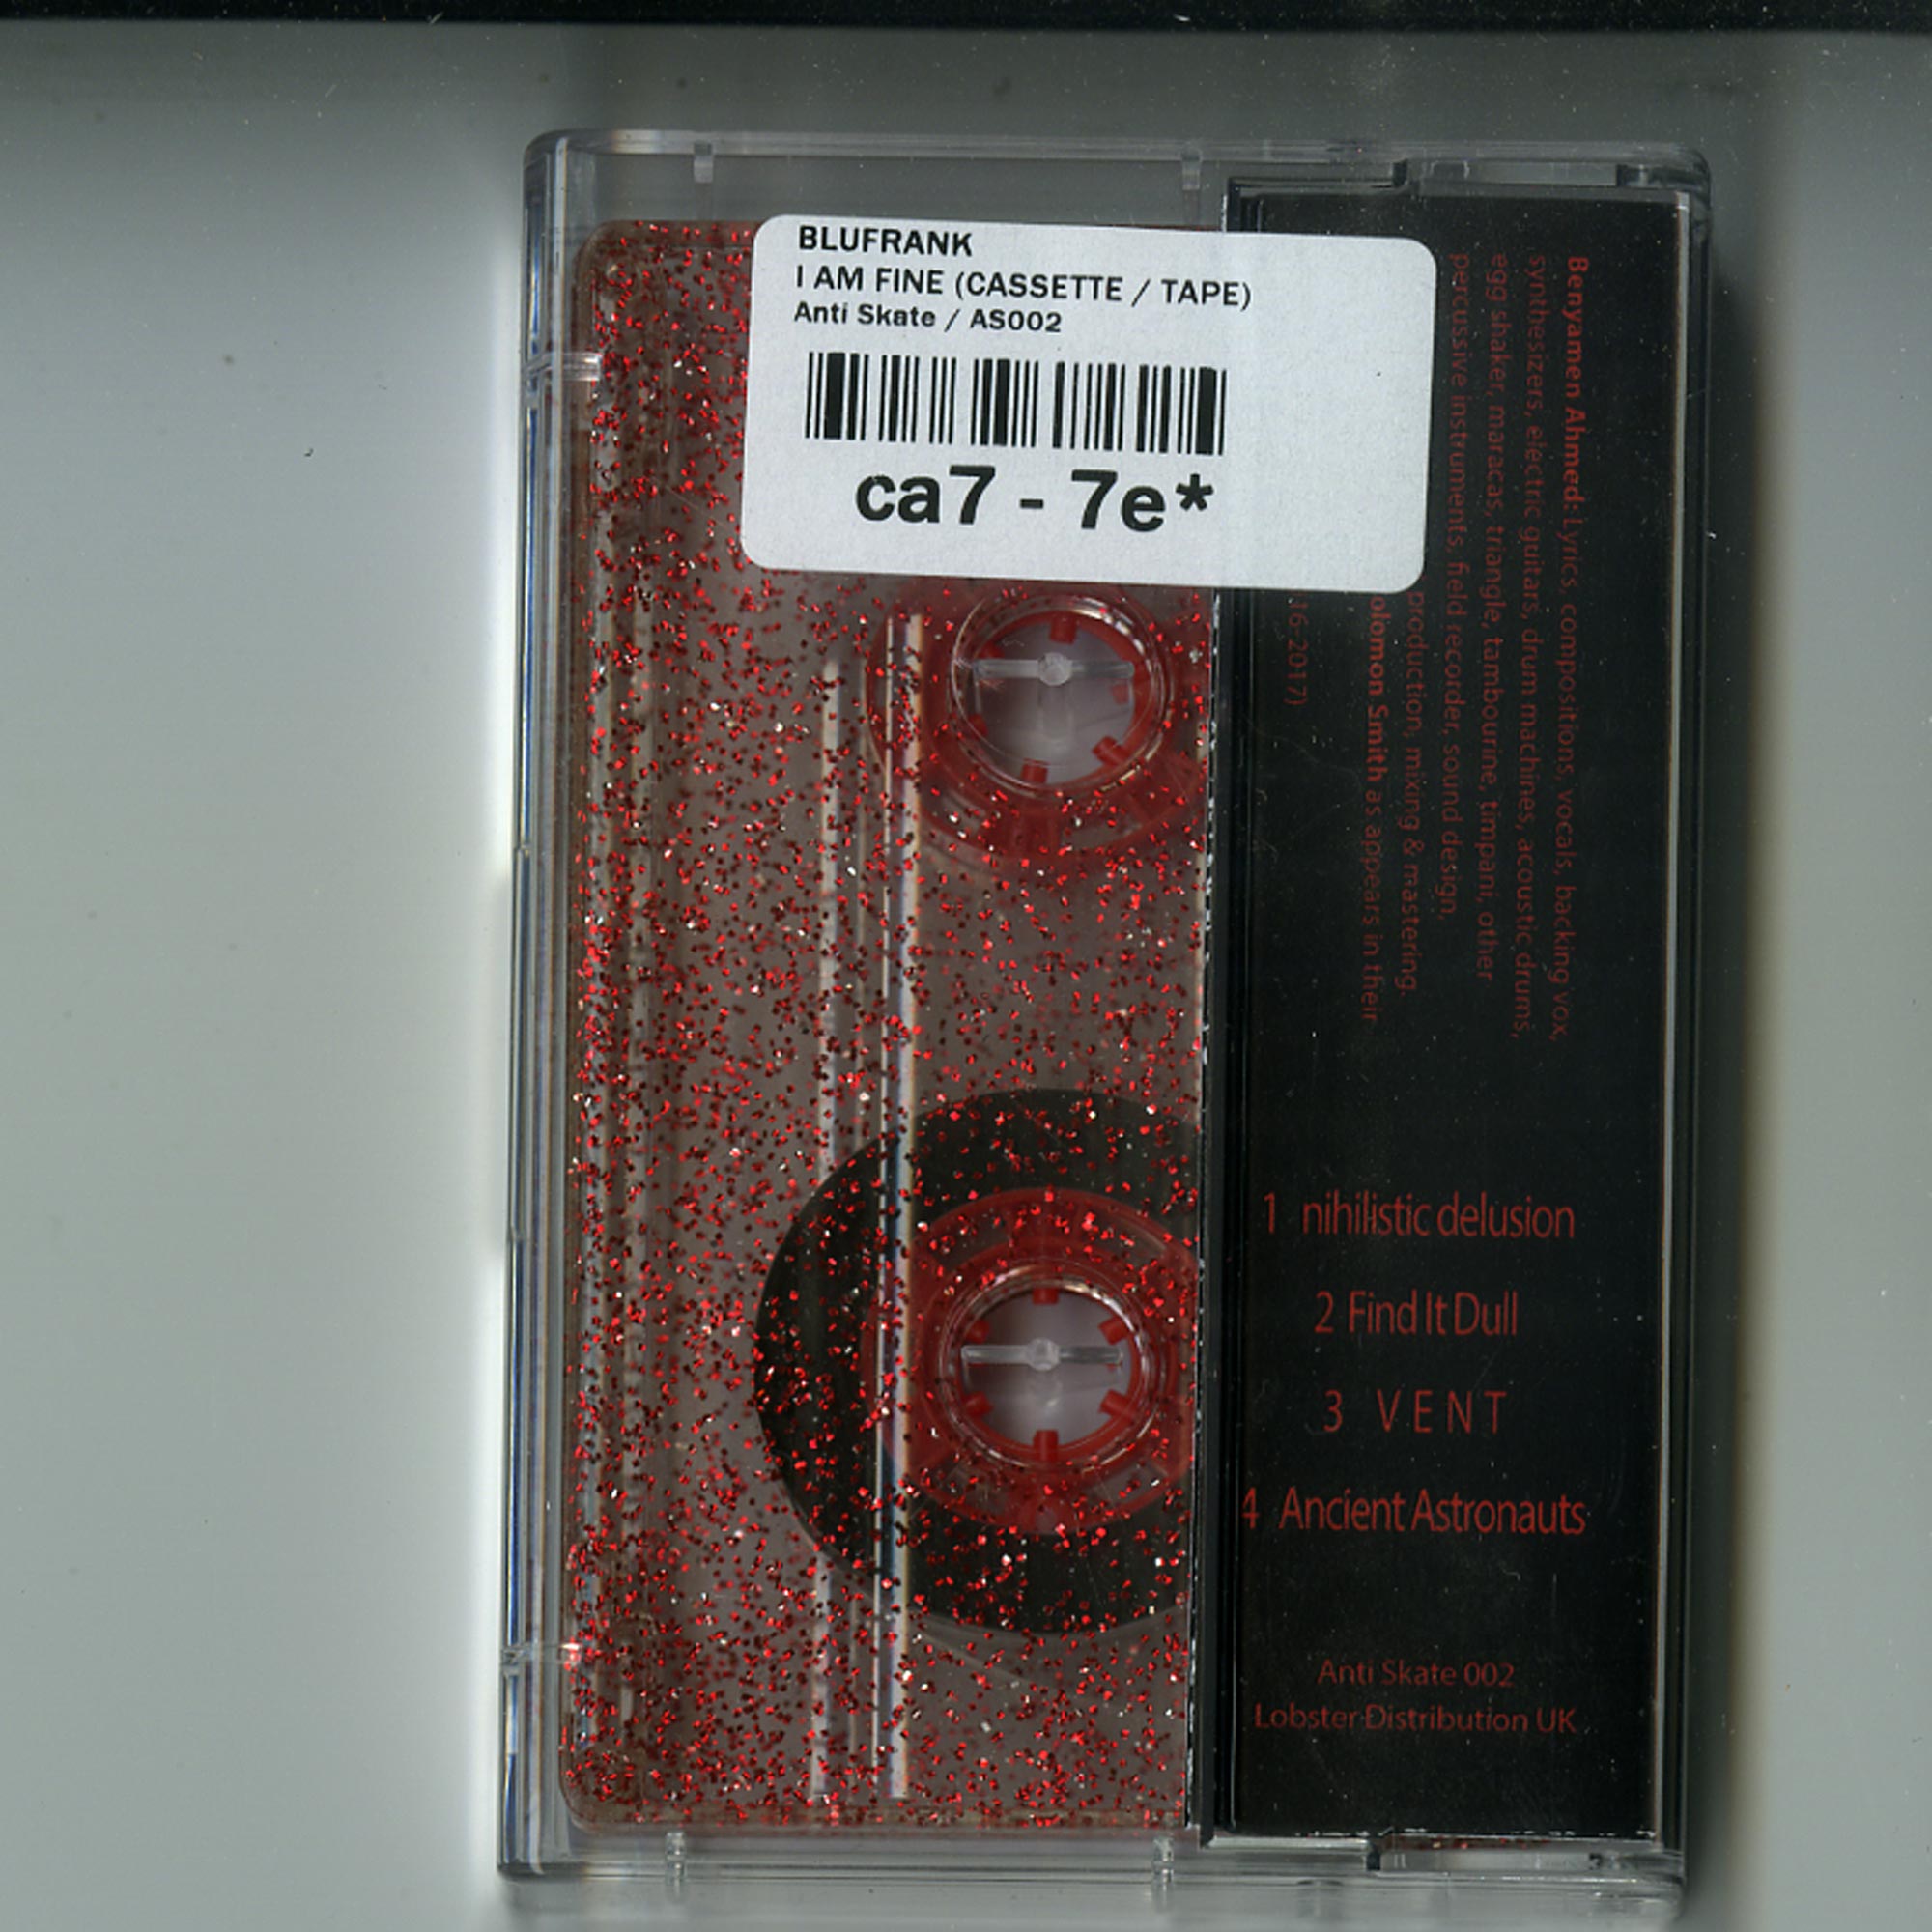 BLUFRANK
I AM FINE (CASSETTE / TAPE)
Anti Skate / AS002
ca7 - 7e*
Benyamen Ahmed: Lyrics, compositions, vocals, backing vox,
synthesizers, electric guitars, drum machines, acoustic drums,
egg shaker, maracas, triangle, tambourine, timpani, other
percussive instruments, field recorder, sound design,
production, mixing & mastering.
olomon Smith as appears in their
16-2017)
1 nihilistic delusion
2 Find It Dull
3 VENT
4 Ancient Astronauts
Anti Skate 002
Lobster Distribution UK